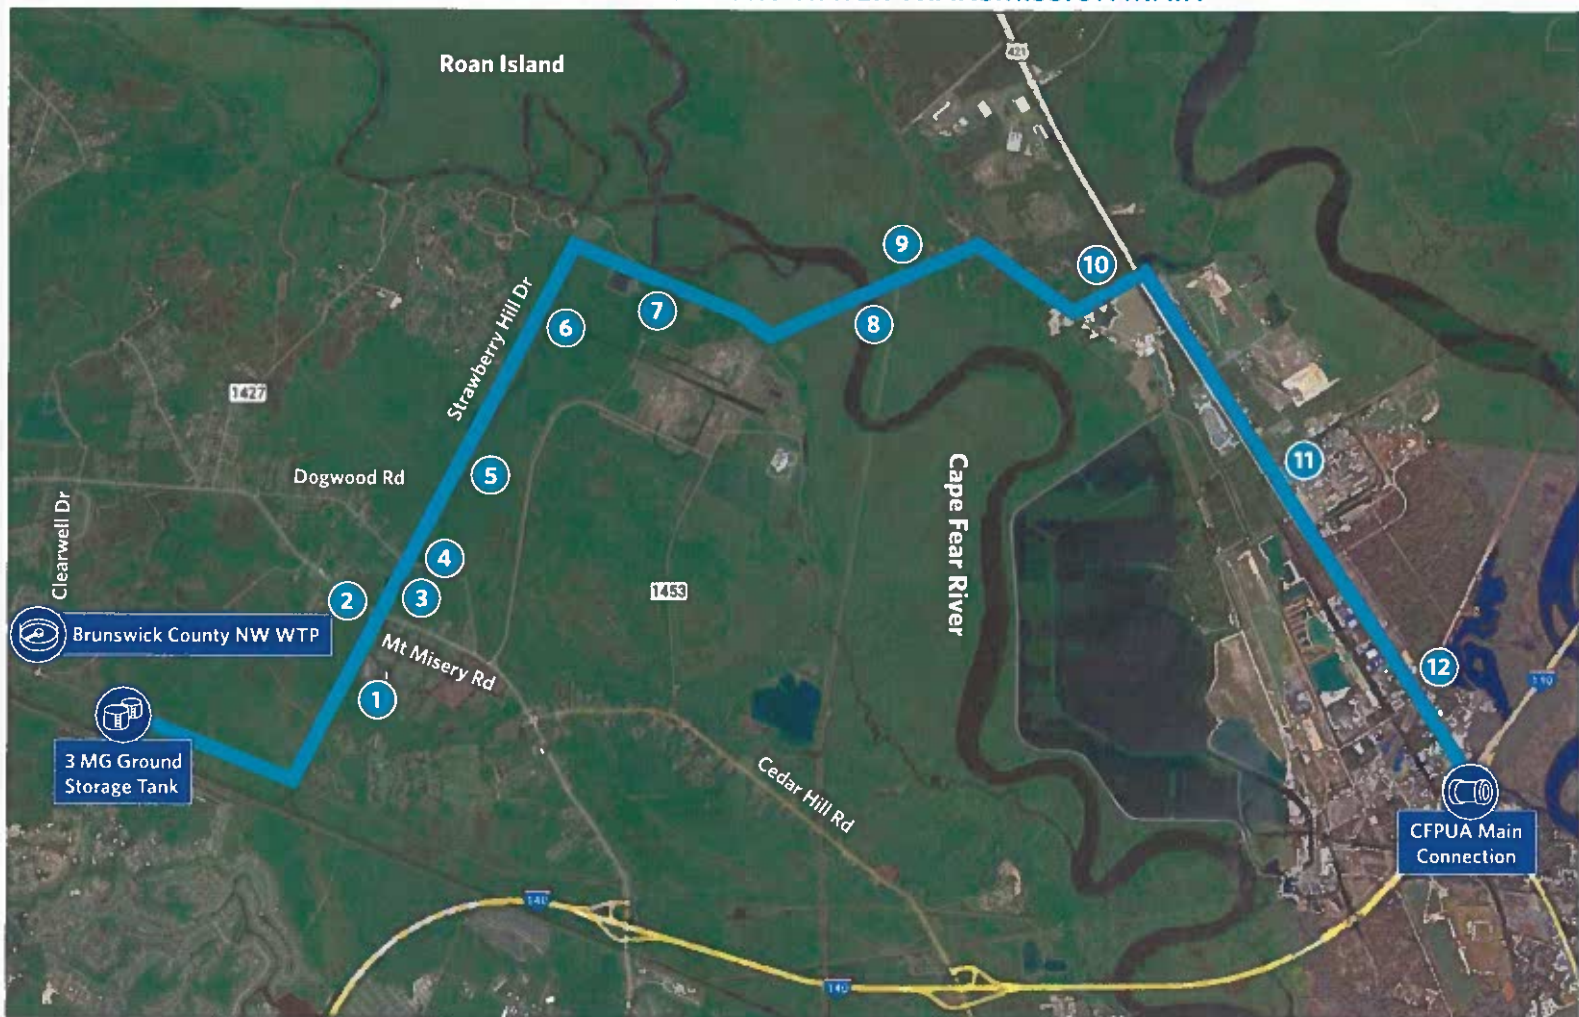 Roan Island
421
9
10
Strawberry Hill Dr
6
7
8
1427
Clearwell Dr
Dogwood Rd
5
Cape Fear River
11
4
2
3
1453
Brunswick County NW WTP
Mt Misery Rd
1
12
140
3 MG Ground
Storage Tank
Cedar Hill Rd
CFPUA Main
Connection
140
140